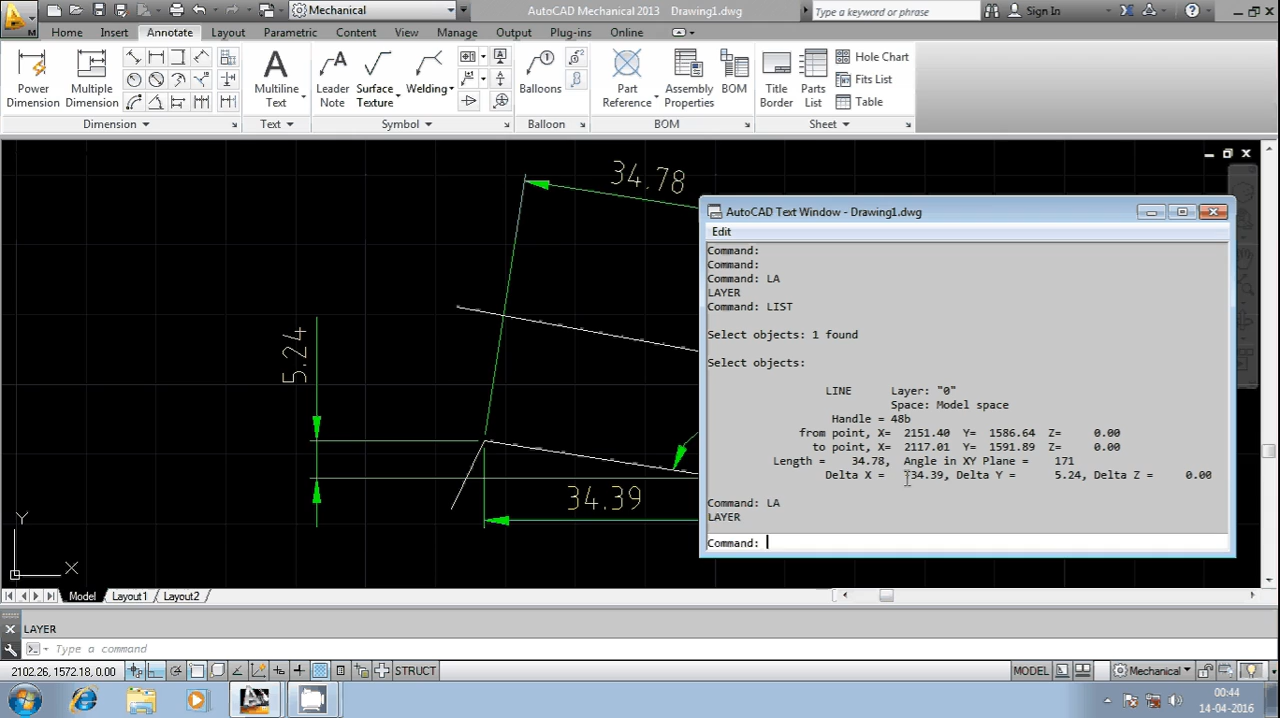 Mechanical
AutoCAD Mechanical 2013 Drawing1.dwg
Type a keyword or phrase
Sign In
M
Home Insert Annotate Layout Parametric Content View Manage Output Plug-ins Online
Power Dimension
Multiple Dimension
Multiline Text
Leader Note
Surface Texture
Welding
Balloons
Part Reference
Assembly Properties
BOM
Title Border
Parts List
Hole Chart
Fits List
Table
Dimension Text Symbol Balloon BOM Sheet
34.78
5.24
34.39
Y
X
AutoCAD Text Window - Drawing1.dwg
Edit
Command:
Command:
Command: LA
LAYER
Command: LIST
Select objects: 1 found
Select objects:
LINE Layer: "0"
Space: Model space
Handle = 48b
from point, X= 2151.40 Y= 1586.64 Z= 0.00
to point, X= 2117.01 Y= 1591.89 Z= 0.00
Length = 34.78, Angle in XY Plane = 171
Delta X = -34.39, Delta Y = 5.24, Delta Z = 0.00
Command: LA
LAYER
Command:
Model Layout1 Layout2
LAYER
Type a command
2102.26, 1572.18, 0.00
STRUCT
MODEL
Mechanical
00:44
14-04-2016